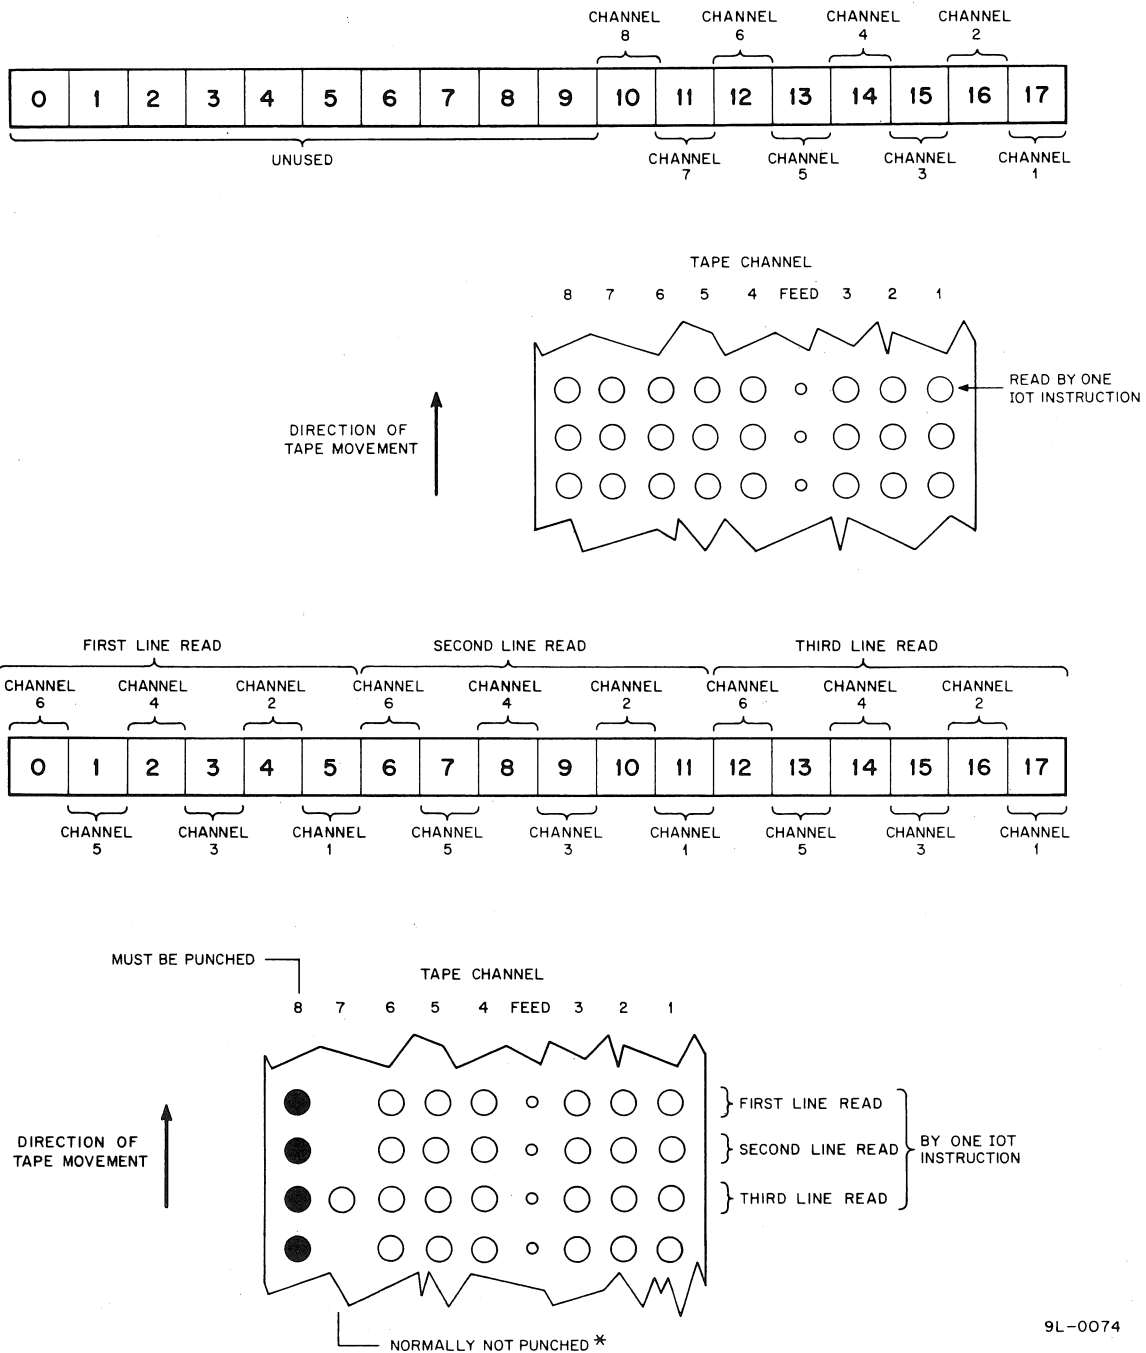 CHANNEL 8 CHANNEL 6 CHANNEL 4 CHANNEL 2
0 1 2 3 4 5 6 7 8 9 10 11 12 13 14 15 16 17
UNUSED CHANNEL 7 CHANNEL 5 CHANNEL 3 CHANNEL 1
TAPE CHANNEL
8 7 6 5 4 FEED 3 2 1
READ BY ONE
IOT INSTRUCTION
DIRECTION OF
TAPE MOVEMENT
FIRST LINE READ SECOND LINE READ THIRD LINE READ
CHANNEL 6 CHANNEL 4 CHANNEL 2 CHANNEL 6 CHANNEL 4 CHANNEL 2 CHANNEL 6 CHANNEL 4 CHANNEL 2
0 1 2 3 4 5 6 7 8 9 10 11 12 13 14 15 16 17
CHANNEL 5 CHANNEL 3 CHANNEL 1 CHANNEL 5 CHANNEL 3 CHANNEL 1 CHANNEL 5 CHANNEL 3 CHANNEL 1
MUST BE PUNCHED
TAPE CHANNEL
8 7 6 5 4 FEED 3 2 1
FIRST LINE READ
SECOND LINE READ
THIRD LINE READ
BY ONE IOT
INSTRUCTION
DIRECTION OF
TAPE MOVEMENT
NORMALLY NOT PUNCHED *
9L-0074